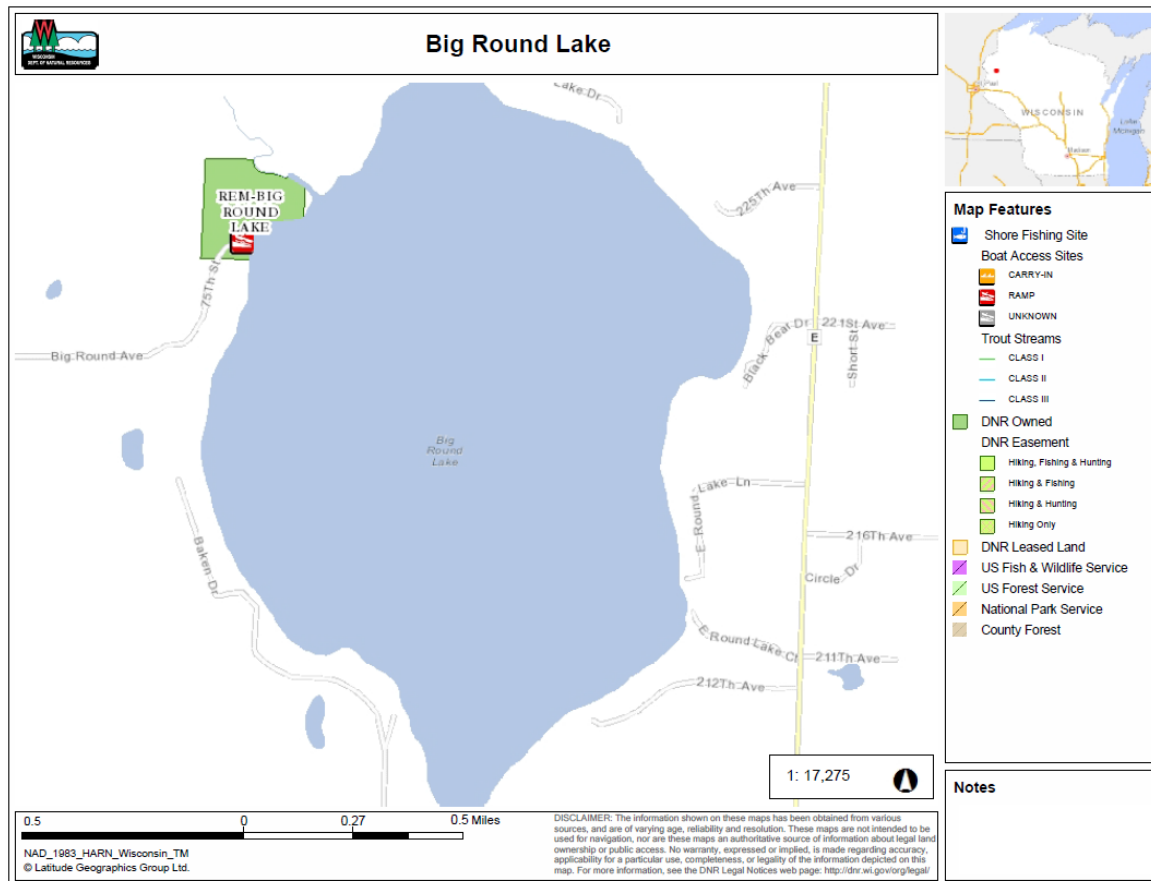 WISCONSIN
DEPT. OF NATURAL RESOURCES
Big Round Lake
St Paul
WISCONSIN
Lake
Michigan
Madison
Lake Dr
REM-BIG
ROUND
LAKE
225Th Ave
75Th St
Big Round Ave
Black Bear Dr
221St Ave
E
Short St
Big
Round
Lake
E Round
Lake Ln
216Th Ave
Circle Dr
Baken Dr
E Round Lake Ct
211Th Ave
212Th Ave
1: 17,275
Map Features
Shore Fishing Site
Boat Access Sites
CARRY-IN
RAMP
UNKNOWN
Trout Streams
CLASS I
CLASS II
CLASS III
DNR Owned
DNR Easement
Hiking, Fishing & Hunting
Hiking & Fishing
Hiking & Hunting
Hiking Only
DNR Leased Land
US Fish & Wildlife Service
US Forest Service
National Park Service
County Forest
Notes
0.5 0 0.27 0.5 Miles
NAD_1983_HARN_Wisconsin_TM
© Latitude Geographics Group Ltd.
DISCLAIMER: The information shown on these maps has been obtained from various
sources, and are of varying age, reliability and resolution. These maps are not intended to be
used for navigation, nor are these maps an authoritative source of information about legal land
ownership or public access. No warranty, expressed or implied, is made regarding accuracy,
applicability for a particular use, completeness, or legality of the information depicted on this
map. For more information, see the DNR Legal Notices web page: http://dnr.wi.gov/org/legal/